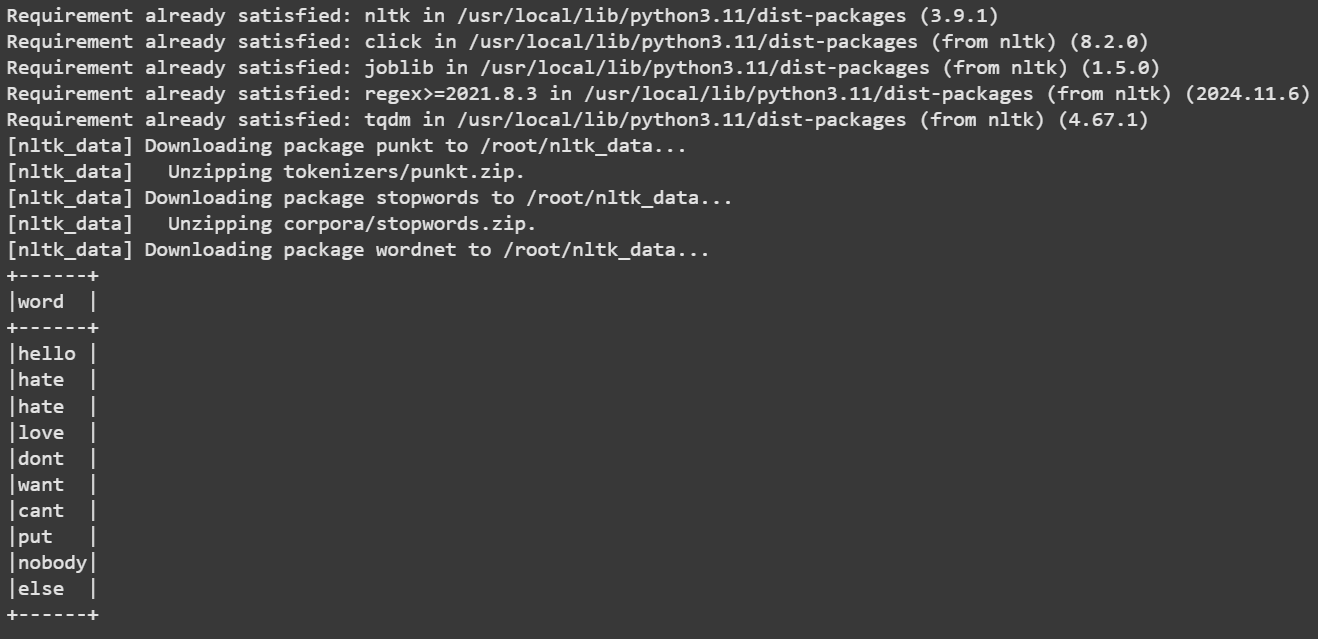 Requirement already satisfied: nltk in /usr/local/lib/python3.11/dist-packages (3.9.1)
Requirement already satisfied: click in /usr/local/lib/python3.11/dist-packages (from nltk) (8.2.0)
Requirement already satisfied: joblib in /usr/local/lib/python3.11/dist-packages (from nltk) (1.5.0)
Requirement already satisfied: regex>=2021.8.3 in /usr/local/lib/python3.11/dist-packages (from nltk) (2024.11.6)
Requirement already satisfied: tqdm in /usr/local/lib/python3.11/dist-packages (from nltk) (4.67.1)
[nltk_data] Downloading package punkt to /root/nltk_data...
[nltk_data]   Unzipping tokenizers/punkt.zip.
[nltk_data] Downloading package stopwords to /root/nltk_data...
[nltk_data]   Unzipping corpora/stopwords.zip.
[nltk_data] Downloading package wordnet to /root/nltk_data...
+------+
|word  |
+------+
|hello |
|hate  |
|hate  |
|love  |
|dont  |
|want  |
|cant  |
|put   |
|nobody|
|else  |
+------+